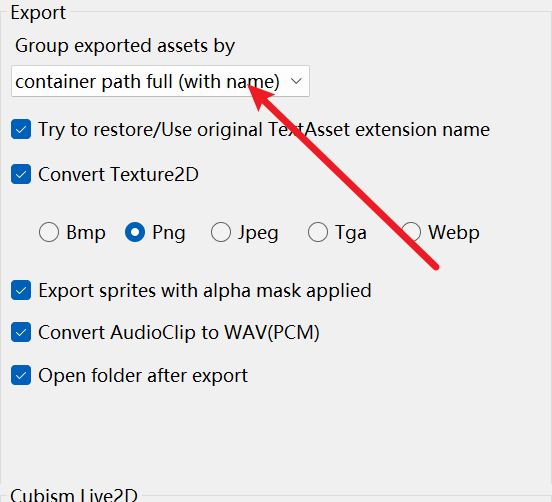 Export
Group exported assets by
container path full (with name)
Try to restore/Use original TextAsset extension name
Convert Texture2D
Bmp Png Jpeg Tga Webp
Export sprites with alpha mask applied
Convert AudioClip to WAV(PCM)
Open folder after export
Cubism Live2D